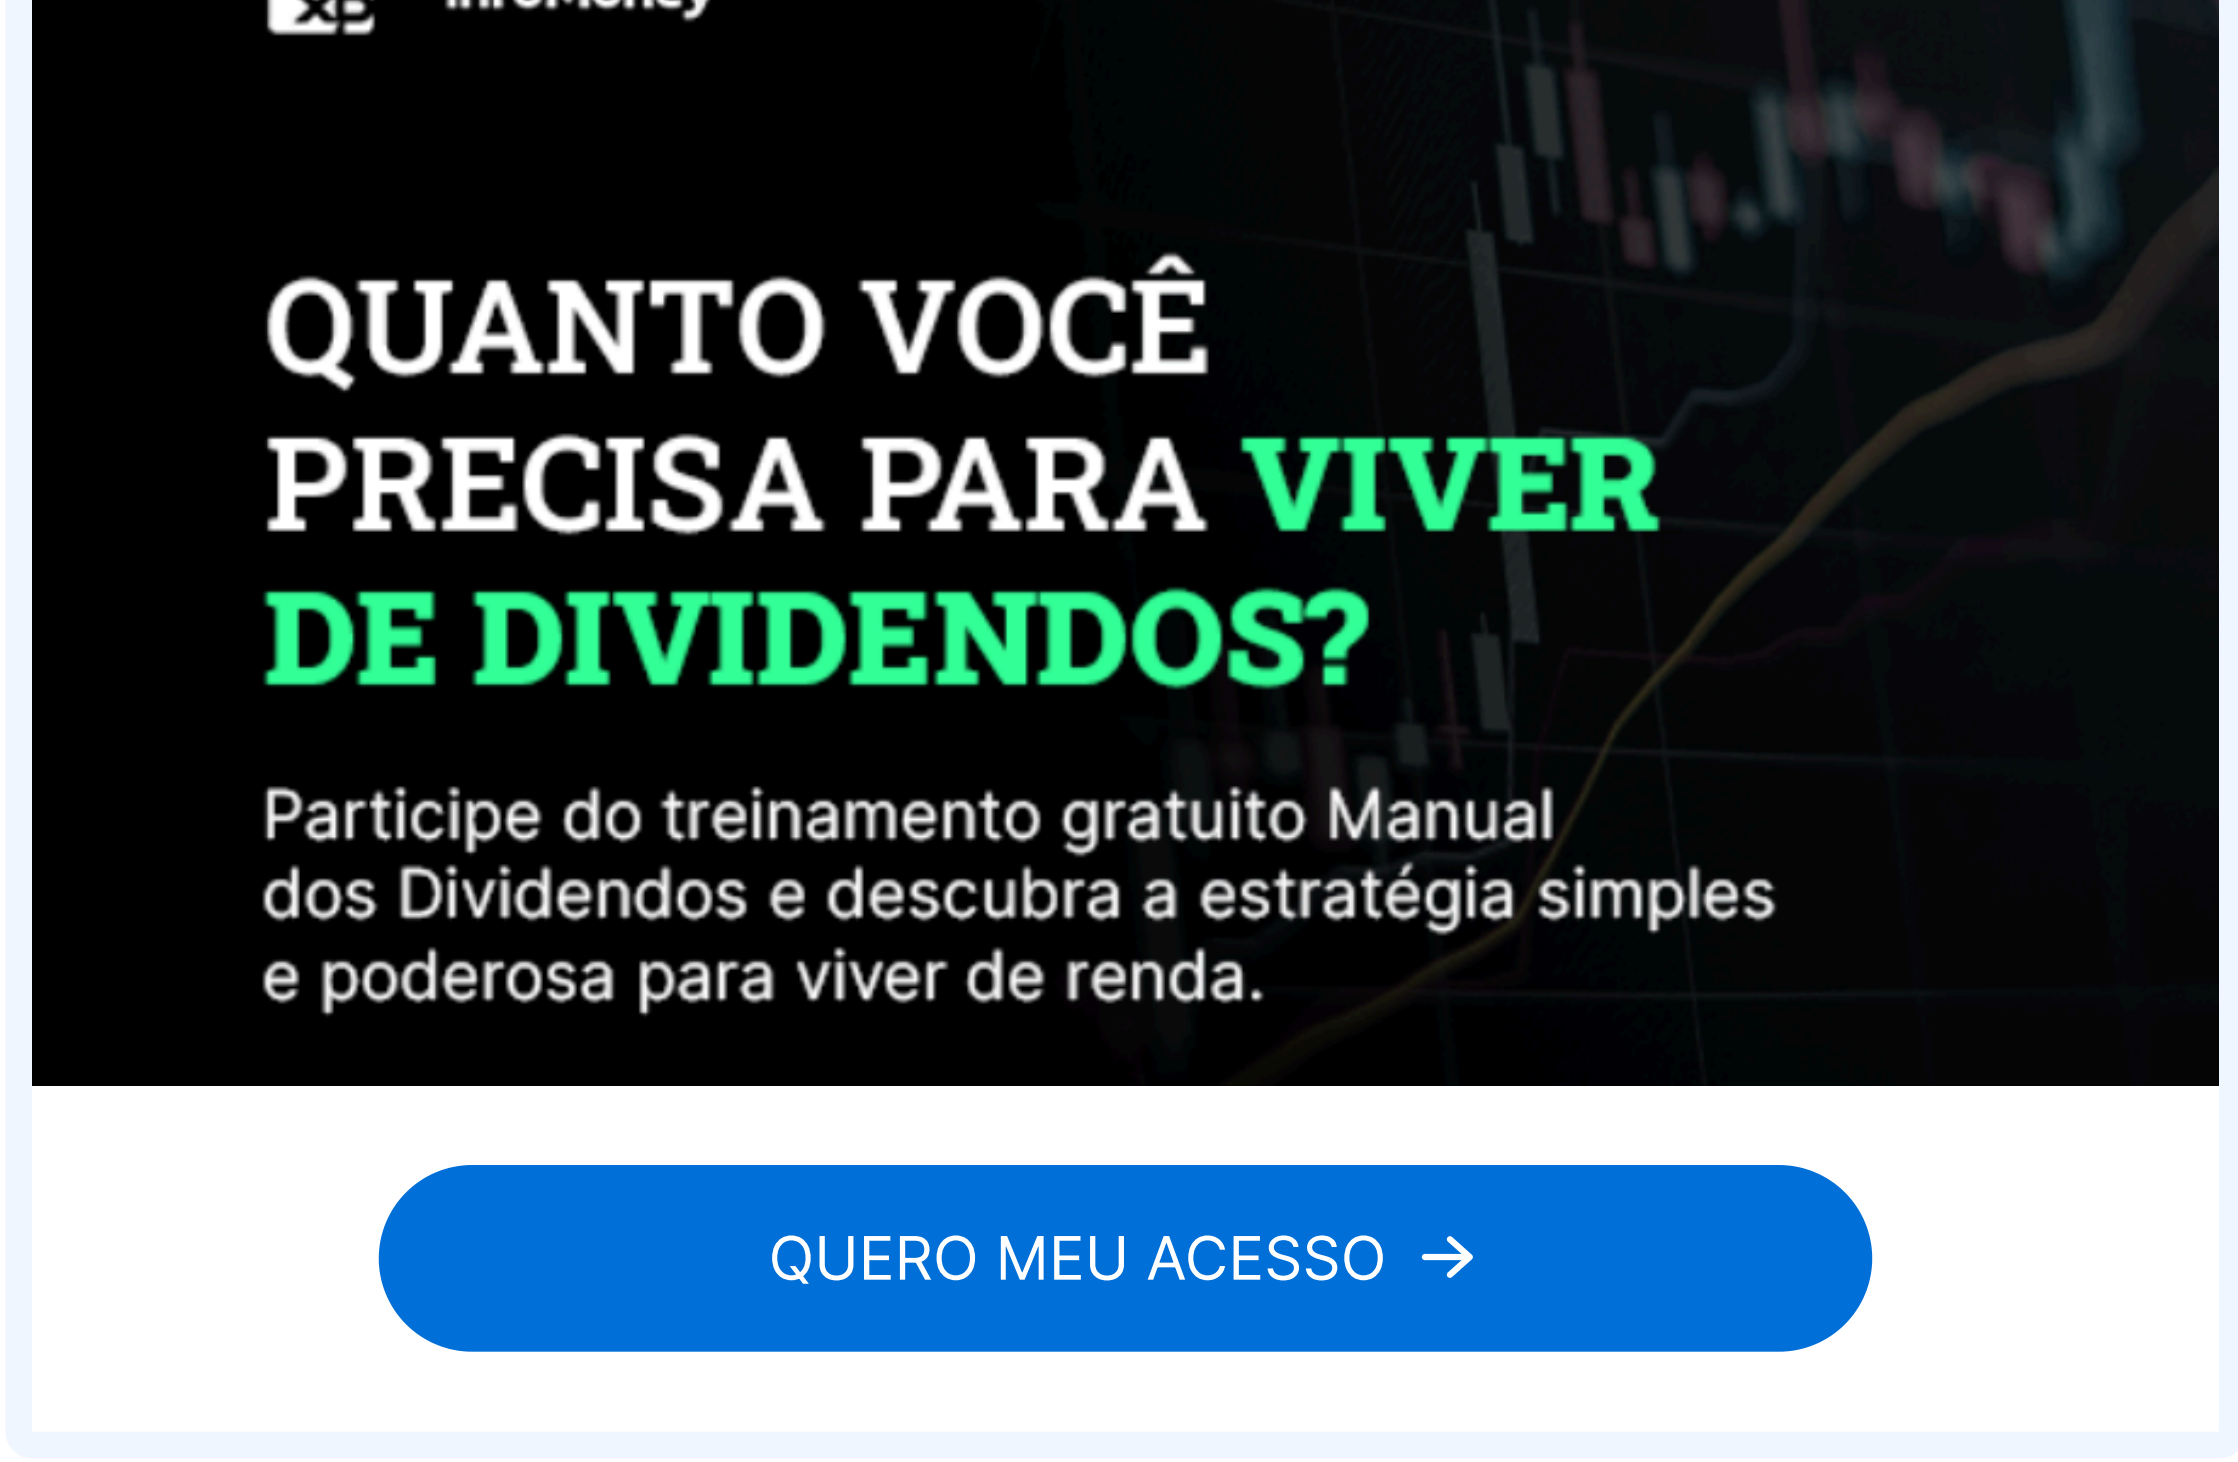 InfoMoney
QUANTO VOCÊ
PRECISA PARA VIVER
DE DIVIDENDOS?
Participe do treinamento gratuito Manual
dos Dividendos e descubra a estratégia simples
e poderosa para viver de renda.
QUERO MEU ACESSO →